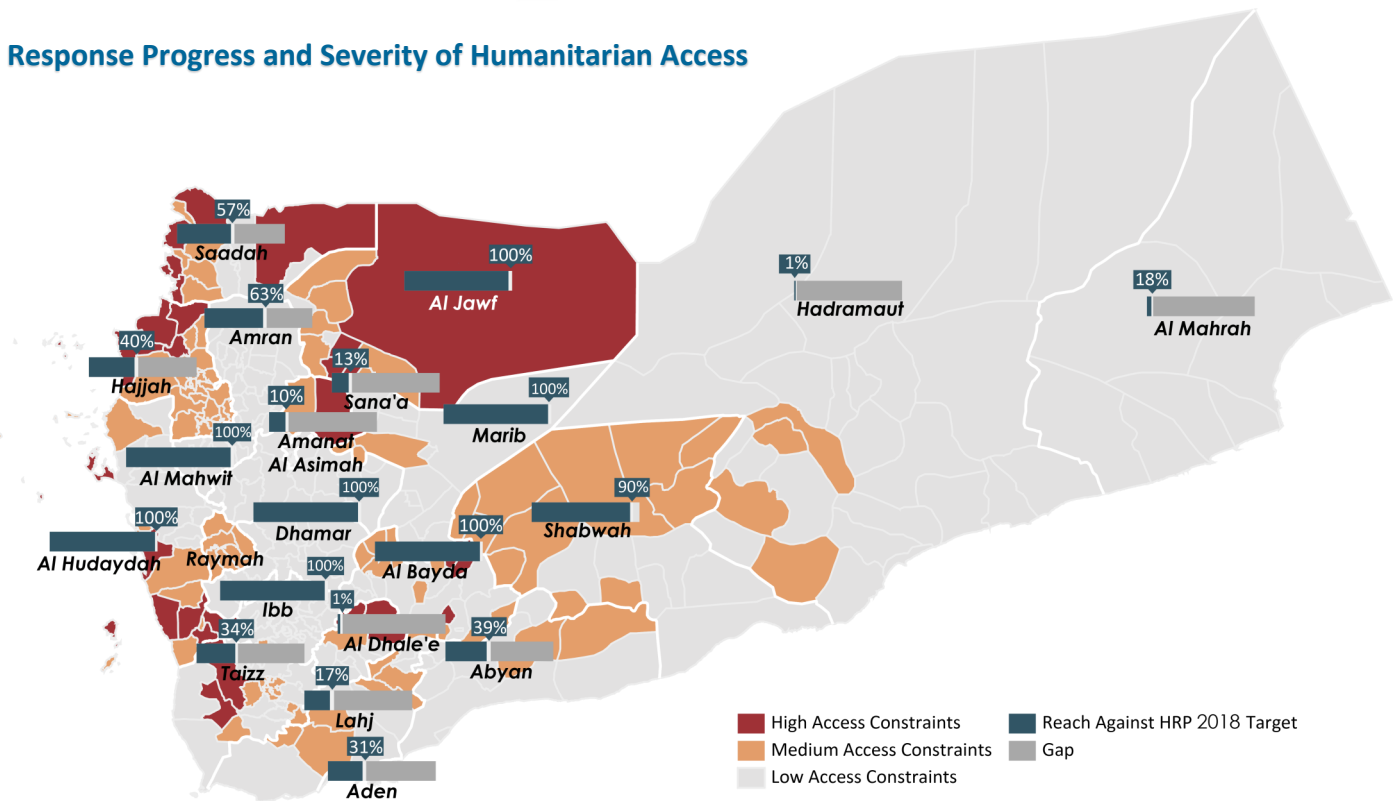 Response Progress and Severity of Humanitarian Access
57%
Saadah
63%
Amran
100%
Al Jawf
1%
Hadramaut
18%
Al Mahrah
40%
Hajjah
13%
Sana'a
10%
Amanat
Al Asimah
100%
Marib
100%
Al Mahwit
100%
Dhamar
90%
Shabwah
100%
Al Hudaydah
Raymah
100%
Al Bayda
100%
Ibb
1%
Al Dhale'e
34%
Taizz
39%
Abyan
17%
Lahj
31%
Aden
High Access Constraints
Medium Access Constraints
Low Access Constraints
Reach Against HRP 2018 Target
Gap